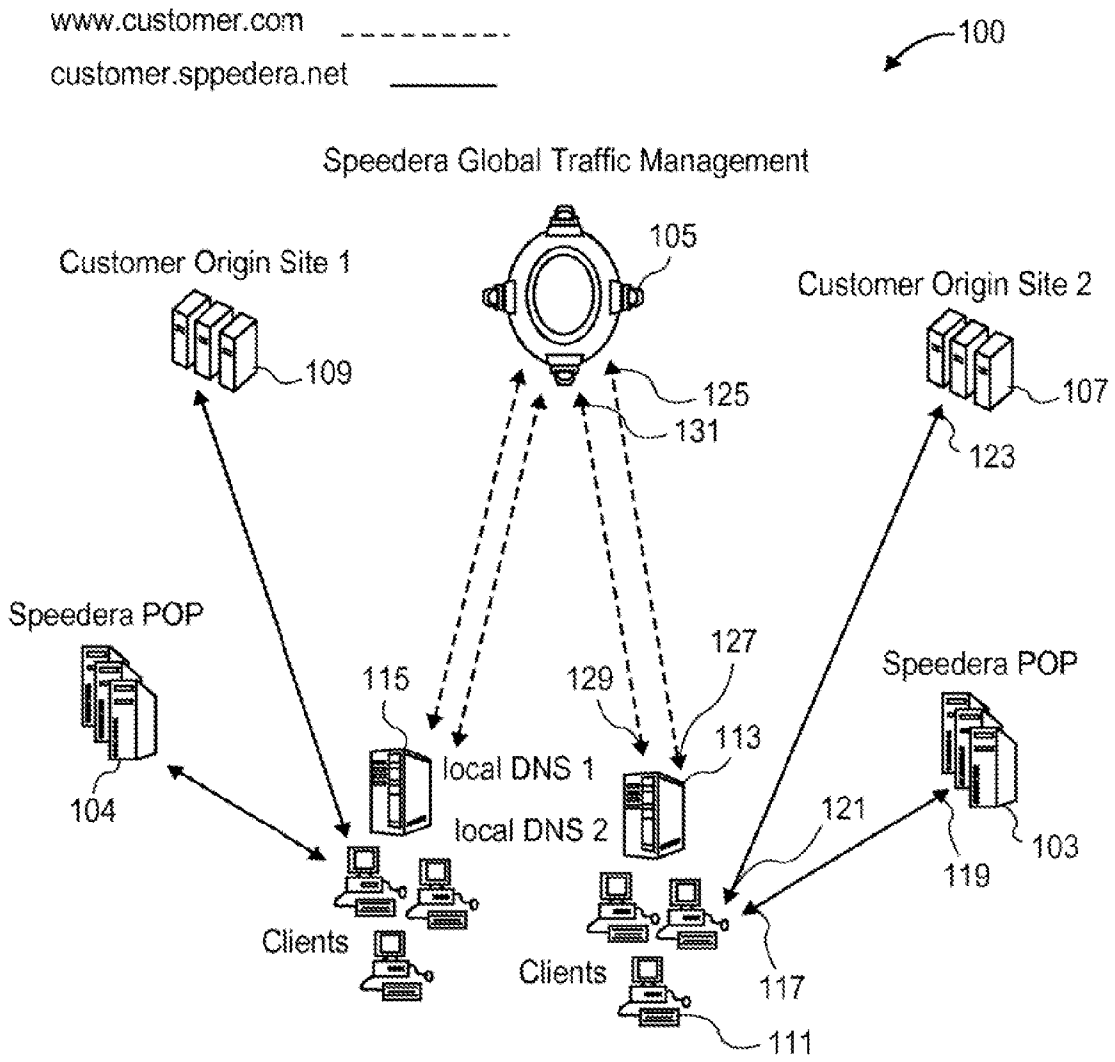 www.customer.com
100
customer.sppedera.net
Speedera Global Traffic Management
105
Customer Origin Site 1
Customer Origin Site 2
109
125
107
131
123
Speedera POP
127
Speedera POP
129
115
113
local DNS 1
104
121
local DNS 2
119
103
Clients
Clients
117
111